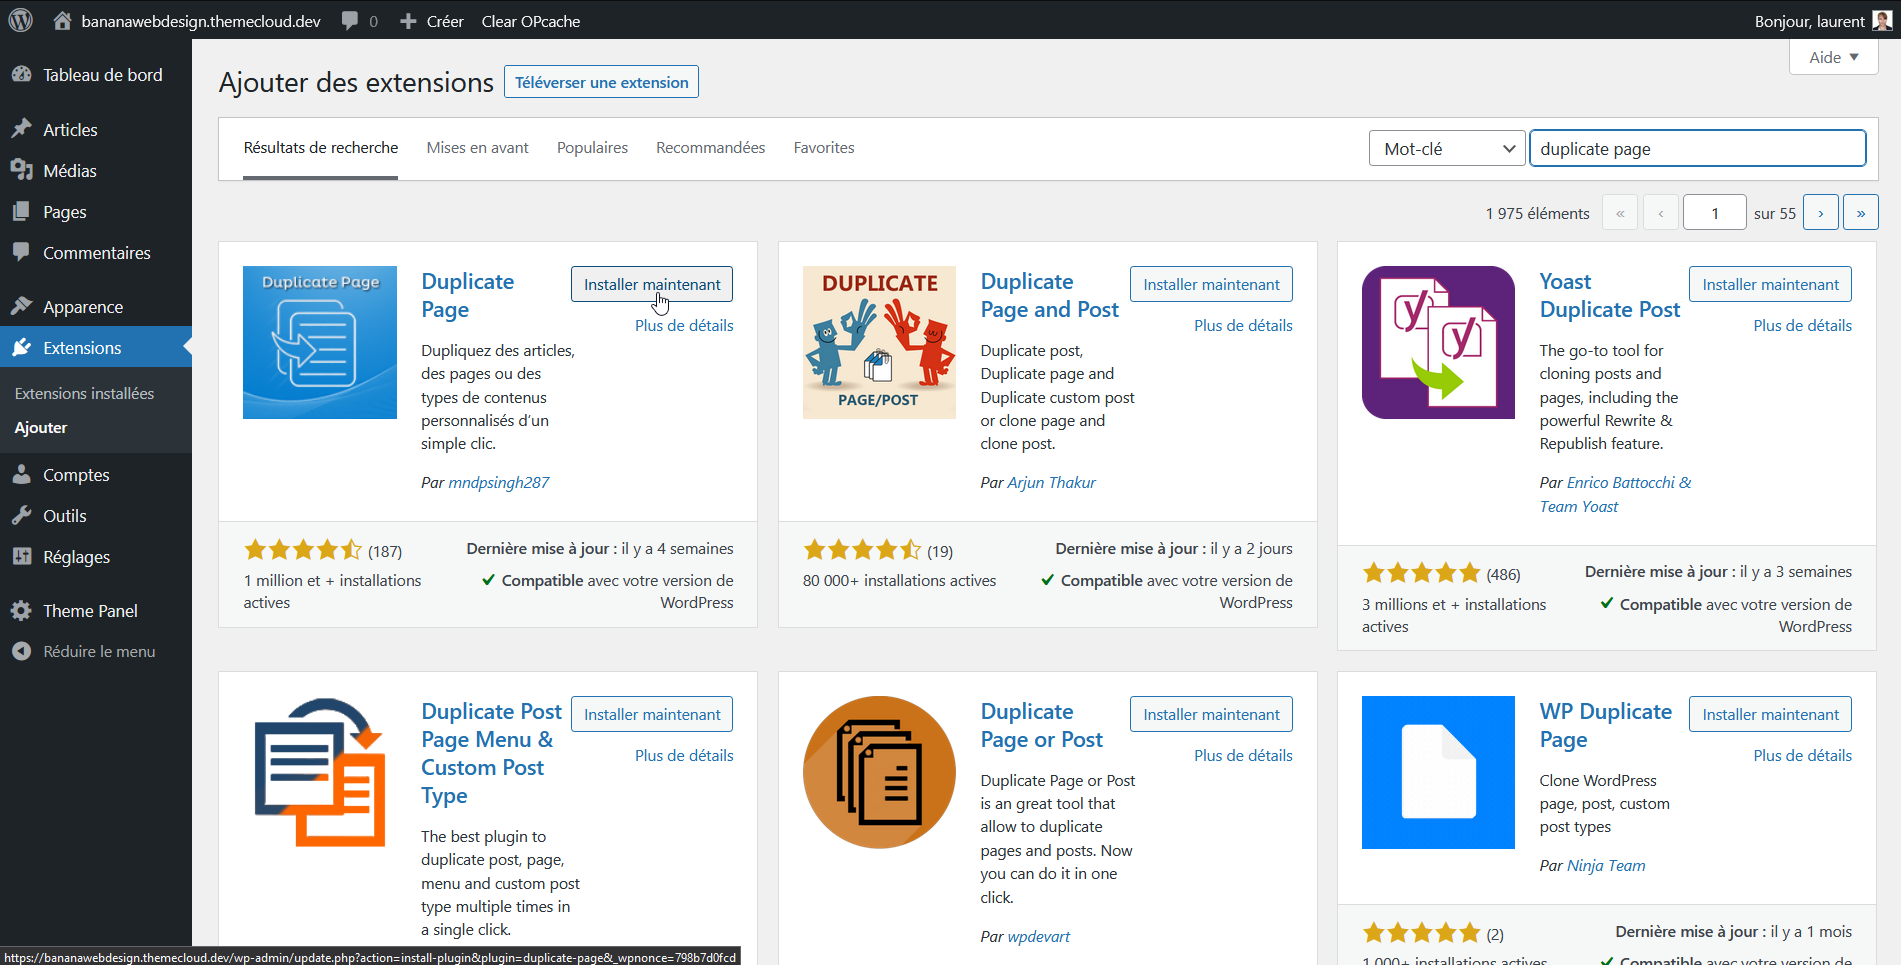 bananawebdesign.themecloud.dev 0 Créer Clear OPcache Bonjour, laurent
Tableau de bord
Articles
Médias
Pages
Commentaires
Apparence
Extensions
Extensions installées
Ajouter
Comptes
Outils
Réglages
Theme Panel
Réduire le menu
Aide
Ajouter des extensions Téléverser une extension
Résultats de recherche Mises en avant Populaires Recommandées Favorites Mot-clé duplicate page
1 975 éléments « ‹ 1 sur 55 › »
Duplicate Page
Duplicate
Page
Installer maintenant
Plus de détails
Dupliquez des articles,
des pages ou des
types de contenus
personnalisés d’un
simple clic.
Par mndpsingh287
(187)
1 million et + installations
actives
Dernière mise à jour : il y a 4 semaines
Compatible avec votre version de
WordPress
DUPLICATE
PAGE/POST
Duplicate
Page and Post
Installer maintenant
Plus de détails
Duplicate post,
Duplicate page and
Duplicate custom post
or clone page and
clone post.
Par Arjun Thakur
(19)
80 000+ installations actives
Dernière mise à jour : il y a 2 jours
Compatible avec votre version de
WordPress
y
y
Yoast
Duplicate Post
Installer maintenant
Plus de détails
The go-to tool for
cloning posts and
pages, including the
powerful Rewrite &
Republish feature.
Par Enrico Battocchi &
Team Yoast
(486)
3 millions et + installations
actives
Dernière mise à jour : il y a 3 semaines
Compatible avec votre version de
WordPress
Duplicate Post
Page Menu &
Custom Post
Type
Installer maintenant
Plus de détails
The best plugin to
duplicate post, page,
menu and custom post
type multiple times in
a single click.
Duplicate
Page or Post
Installer maintenant
Plus de détails
Duplicate Page or Post
is an great tool that
allow to duplicate
pages and posts. Now
you can do it in one
click.
Par wpdevart
WP Duplicate
Page
Installer maintenant
Plus de détails
Clone WordPress
page, post, custom
post types
Par Ninja Team
(2)
1 000+ installations actives
Dernière mise à jour : il y a 1 mois
Compatible avec votre version de
https://bananawebdesign.themecloud.dev/wp-admin/update.php?action=install-plugin&plugin=duplicate-page&_wpnonce=798b7d0fcd